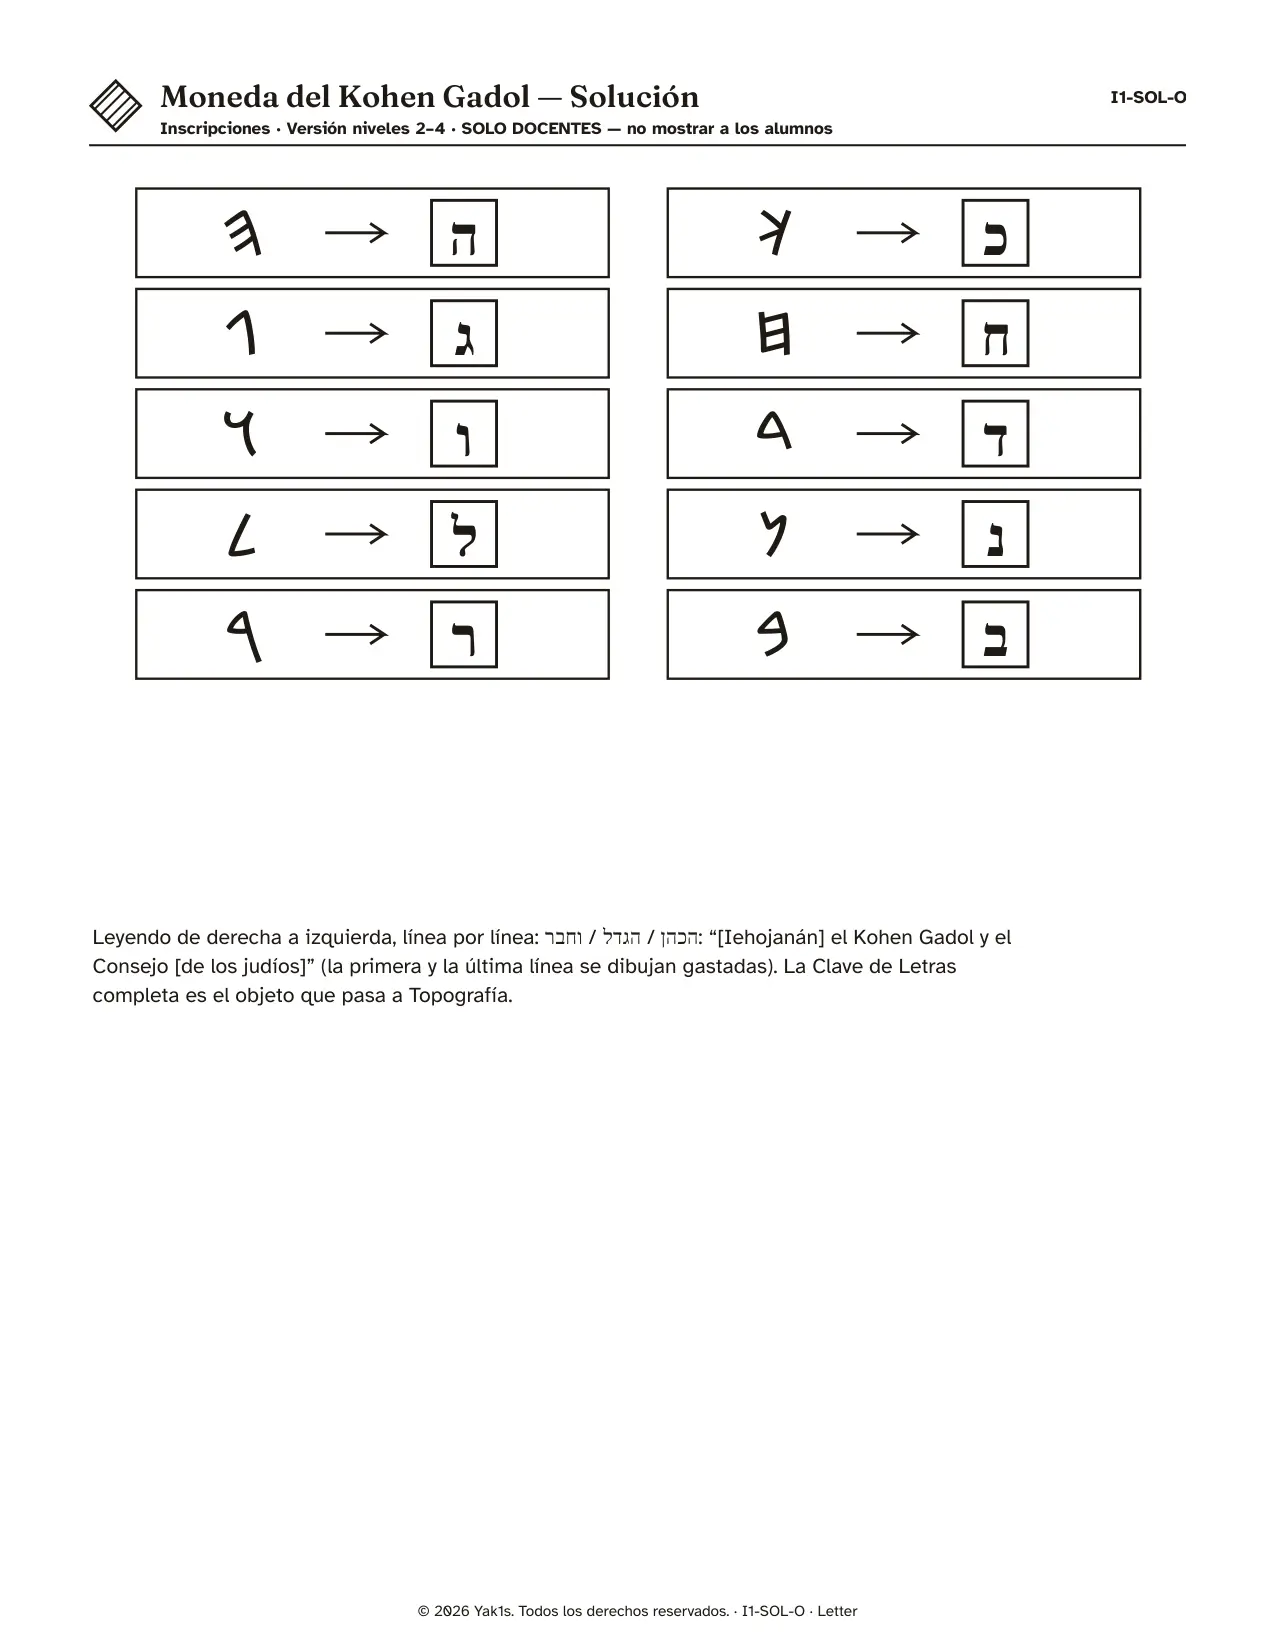 Moneda del Kohen Gadol — Solución
I1-SOL-O
Inscripciones · Versión niveles 2–4 · SOLO DOCENTES — no mostrar a los alumnos
𐤄 → ה
𐤊 → כ
𐤂 → ג
𐤇 → ח
𐤅 → ו
𐤃 → ד
𐤋 → ל
𐤍 → נ
𐤓 → ר
𐤁 → ב
Leyendo de derecha a izquierda, línea por línea: הכהן / הגדל / וחבר: “[Iehojanán] el Kohen Gadol y el
Consejo [de los judíos]” (la primera y la última línea se dibujan gastadas). La Clave de Letras
completa es el objeto que pasa a Topografía.
© 2026 Yak1s. Todos los derechos reservados. · I1-SOL-O · Letter